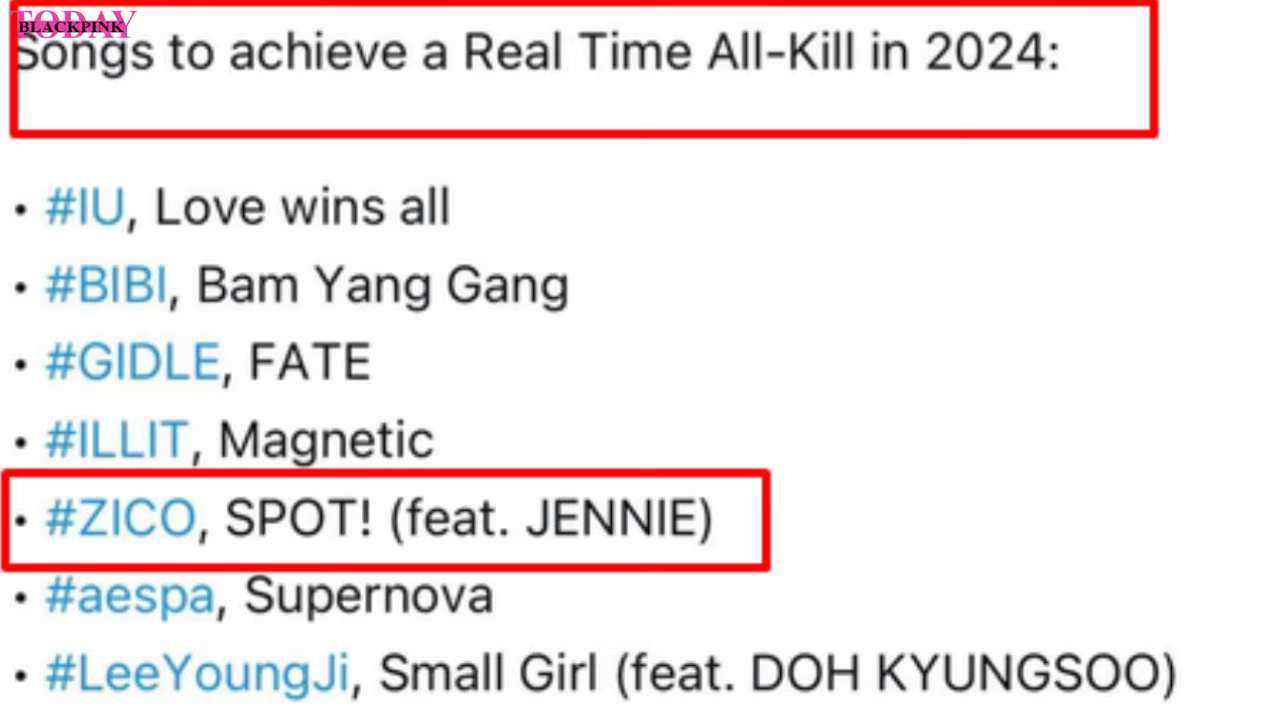 TODAY
BLACKPINK
Songs to achieve a Real Time All-Kill in 2024:
• #IU, Love wins all
• #BIBI, Bam Yang Gang
• #GIDLE, FATE
• #ILLIT, Magnetic
• #ZICO, SPOT! (feat. JENNIE)
• #aespa, Supernova
• #LeeYoungJi, Small Girl (feat. DOH KYUNGSOO)